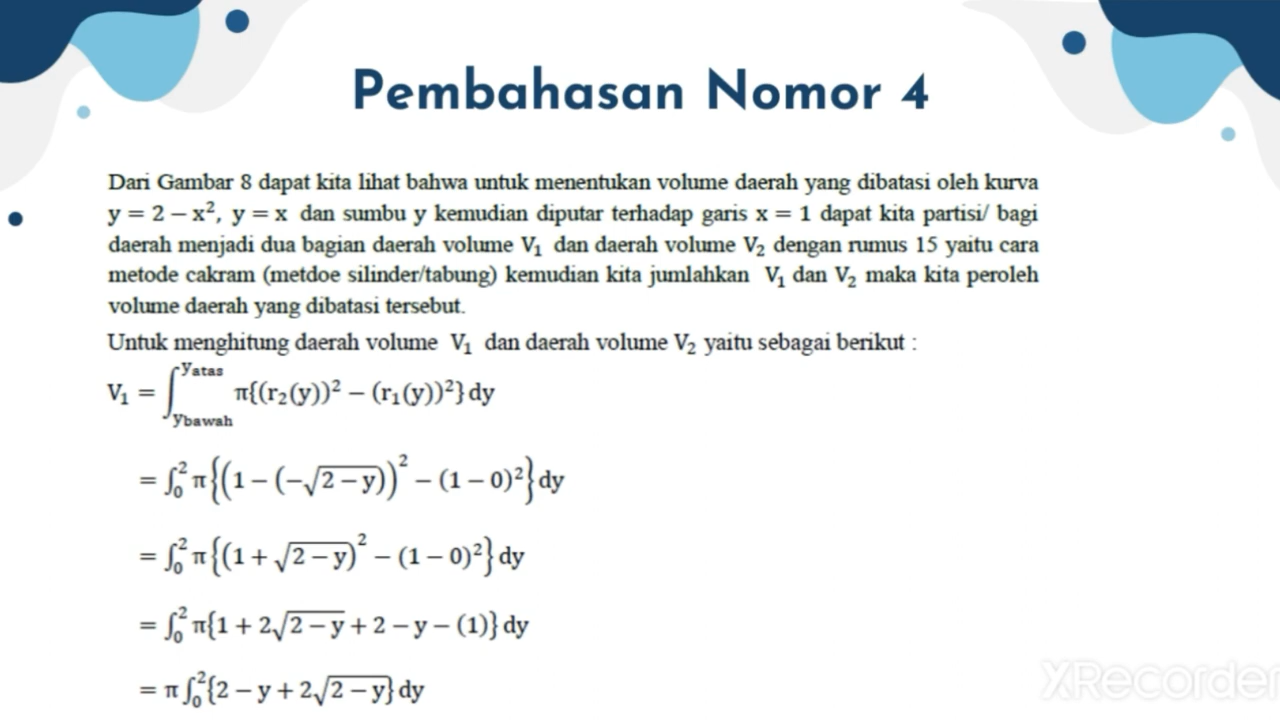 Pembahasan Nomor 4
Dari Gambar 8 dapat kita lihat bahwa untuk menentukan volume daerah yang dibatasi oleh kurva
y = 2 − x², y = x dan sumbu y kemudian diputar terhadap garis x = 1 dapat kita partisi/ bagi
daerah menjadi dua bagian daerah volume V₁ dan daerah volume V₂ dengan rumus 15 yaitu cara
metode cakram (metdoe silinder/tabung) kemudian kita jumlahkan V₁ dan V₂ maka kita peroleh
volume daerah yang dibatasi tersebut.
Untuk menghitung daerah volume V₁ dan daerah volume V₂ yaitu sebagai berikut :
V₁ = ∫_{ybawah}^{yatas} π{(r₂(y))² − (r₁(y))²} dy
= ∫₀² π{(1 − (−√(2 − y)))² − (1 − 0)²} dy
= ∫₀² π{(1 + √(2 − y))² − (1 − 0)²} dy
= ∫₀² π{1 + 2√(2 − y) + 2 − y − (1)} dy
= π ∫₀² {2 − y + 2√(2 − y)} dy
XRecorder